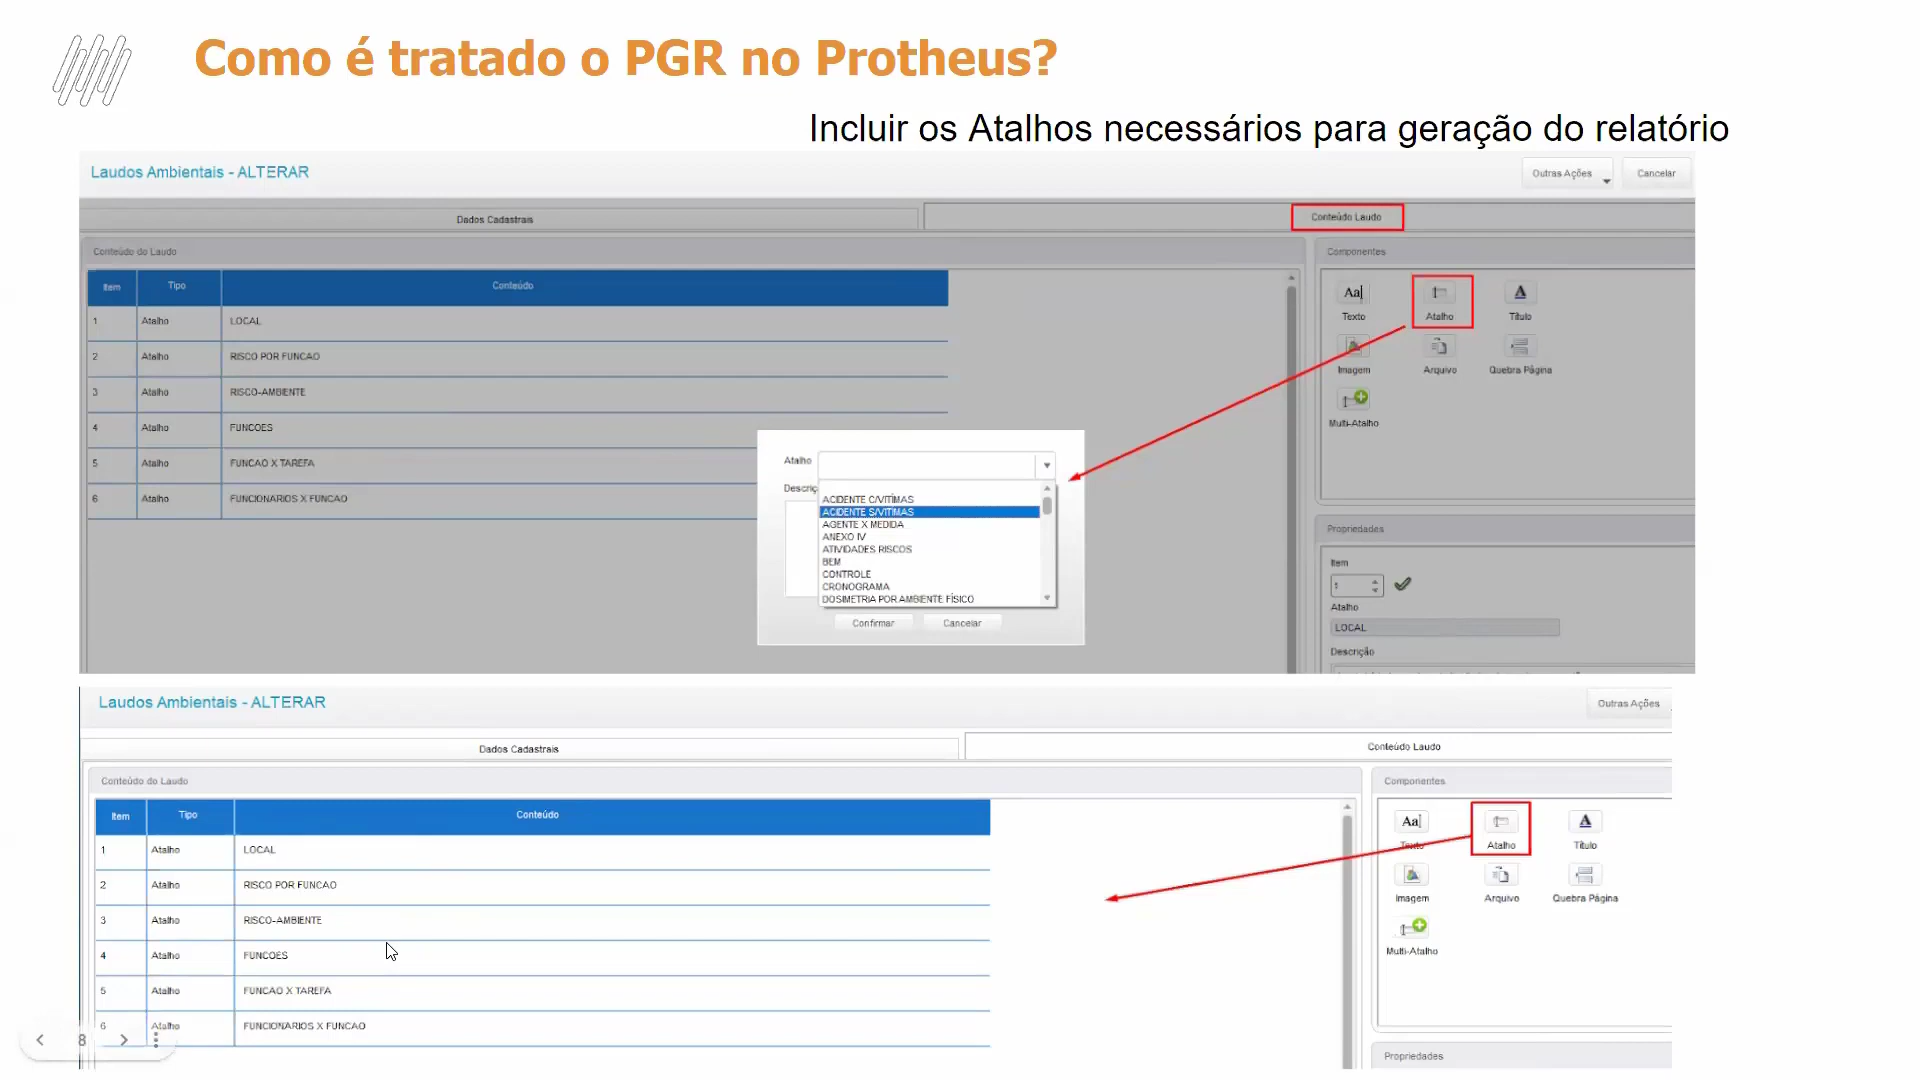 Como é tratado o PGR no Protheus?
Incluir os Atalhos necessários para geração do relatório
Laudos Ambientais - ALTERAR
Outras Ações
Cancelar
Dados Cadastrais
Conteúdo Laudo
Conteúdo do Laudo
Item Tipo Conteúdo
1 Atalho LOCAL
2 Atalho RISCO POR FUNCAO
3 Atalho RISCO-AMBIENTE
4 Atalho FUNCOES
5 Atalho FUNCAO X TAREFA
6 Atalho FUNCIONARIOS X FUNCAO
Atalho
Descriç
ACIDENTE C/VITÍMAS
ACIDENTE S/VITÍMAS
AGENTE X MEDIDA
ANEXO IV
ATIVIDADES RISCOS
BEM
CONTROLE
CRONOGRAMA
DOSIMETRIA POR AMBIENTE FÍSICO
Confirmar Cancelar
Componentes
Aa|
A
Texto Atalho Título
Imagem Arquivo Quebra Página
Multi-Atalho
Propriedades
Item
1
Atalho
LOCAL
Descrição
Laudos Ambientais - ALTERAR
Outras Ações
Dados Cadastrais
Conteúdo Laudo
Conteúdo do Laudo
Item Tipo Conteúdo
1 Atalho LOCAL
2 Atalho RISCO POR FUNCAO
3 Atalho RISCO-AMBIENTE
4 Atalho FUNCOES
5 Atalho FUNCAO X TAREFA
6 Atalho FUNCIONARIOS X FUNCAO
Componentes
Aa|
A
Texto Atalho Título
Imagem Arquivo Quebra Página
Multi-Atalho
Propriedades
8